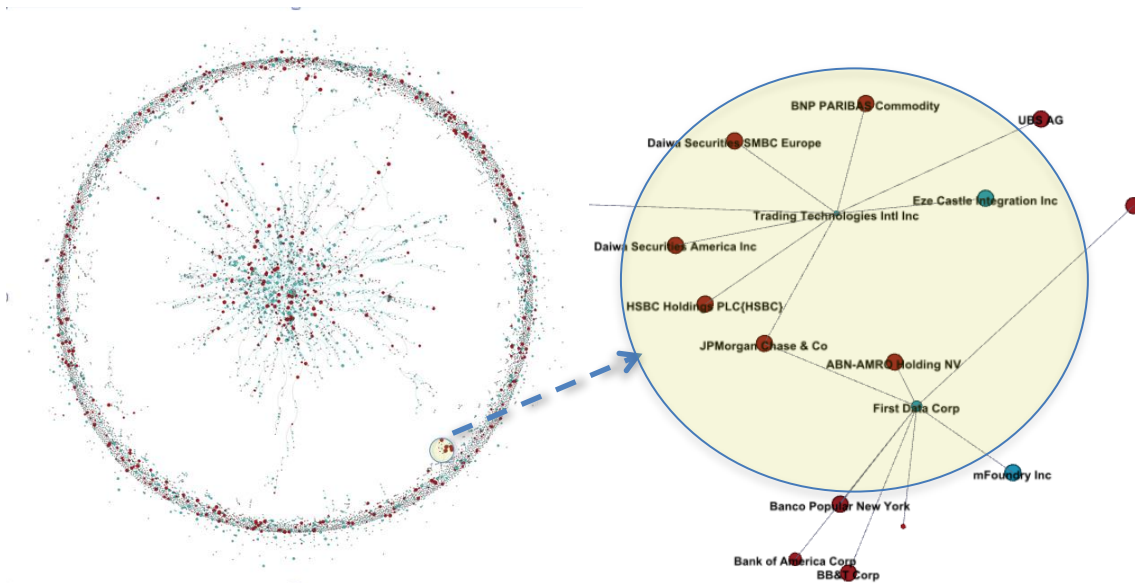 BNP PARIBAS Commodity
UBS AG
Daiwa Securities SMBC Europe
Eze Castle Integration Inc
Trading Technologies Intl Inc
Daiwa Securities America Inc
HSBC Holdings PLC{HSBC}
JPMorgan Chase & Co
ABN-AMRO Holding NV
First Data Corp
mFoundry Inc
Banco Popular New York
Bank of America Corp
BB&T Corp